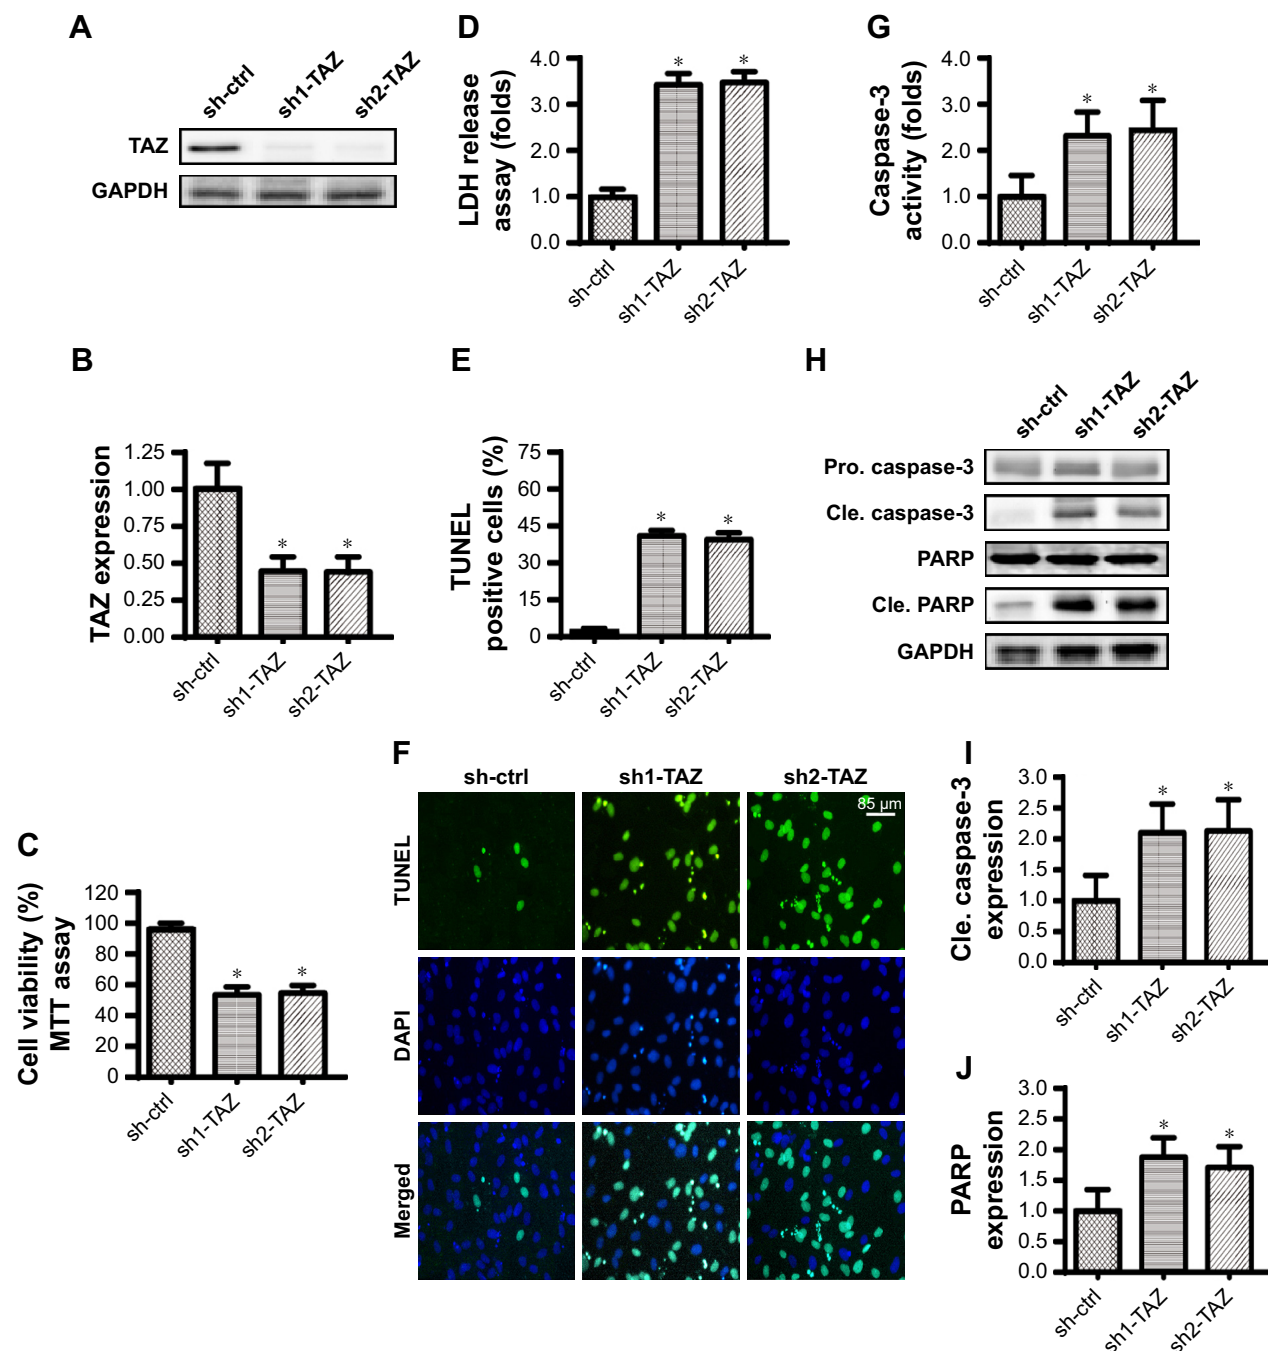 A
sh-ctrl
sh1-TAZ
sh2-TAZ
TAZ
GAPDH
B
TAZ expression
1.25
1.00
0.75
0.50
0.25
0.00
*
*
sh-ctrl
sh1-TAZ
sh2-TAZ
C
Cell viability (%)
MTT assay
120
100
80
60
40
20
0
*
*
sh-ctrl
sh1-TAZ
sh2-TAZ
D
LDH release
assay (folds)
4.0
3.0
2.0
1.0
0.0
*
*
sh-ctrl
sh1-TAZ
sh2-TAZ
E
TUNEL
positive cells (%)
75
60
45
30
15
0
*
*
sh-ctrl
sh1-TAZ
sh2-TAZ
F
sh-ctrl
sh1-TAZ
sh2-TAZ
85 µm
TUNEL
DAPI
Merged
G
Caspase-3
activity (folds)
4.0
3.0
2.0
1.0
0.0
*
*
sh-ctrl
sh1-TAZ
sh2-TAZ
H
sh-ctrl
sh1-TAZ
sh2-TAZ
Pro. caspase-3
Cle. caspase-3
PARP
Cle. PARP
GAPDH
I
Cle. caspase-3
expression
3.0
2.5
2.0
1.5
1.0
0.5
0.0
*
*
sh-ctrl
sh1-TAZ
sh2-TAZ
J
PARP
expression
3.0
2.5
2.0
1.5
1.0
0.5
0.0
*
*
sh-ctrl
sh1-TAZ
sh2-TAZ